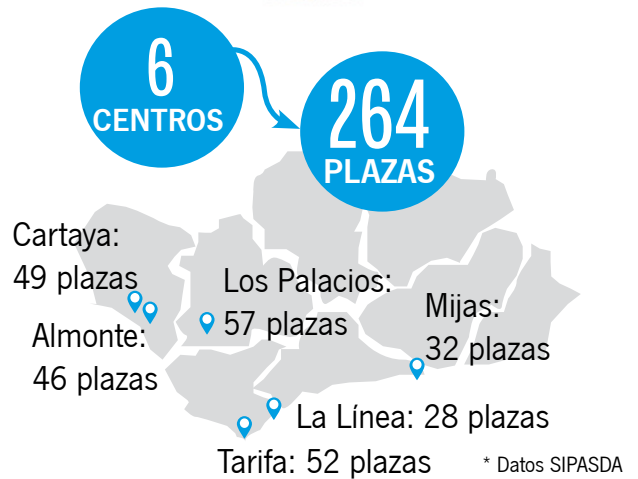 6
CENTROS
264
PLAZAS
Cartaya:
49 plazas
Almonte:
46 plazas
Los Palacios:
57 plazas
Mijas:
32 plazas
La Línea: 28 plazas
Tarifa: 52 plazas
* Datos SIPASDA